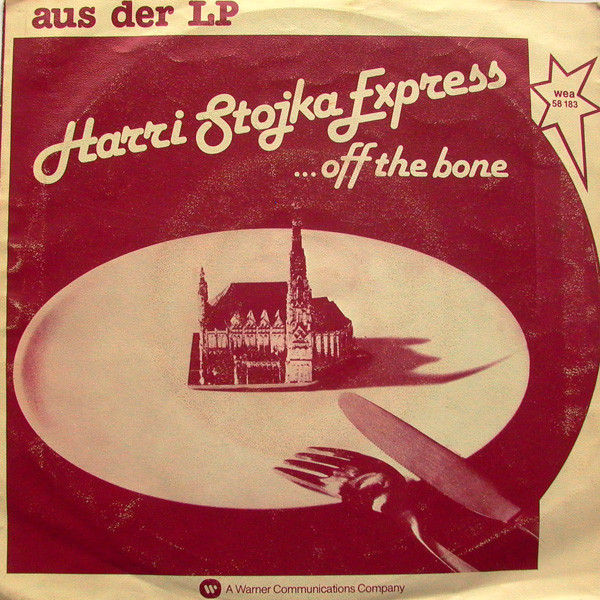 aus der LP
Harri Stojka Express
...off the bone
wea
58 183
A Warner Communications Company